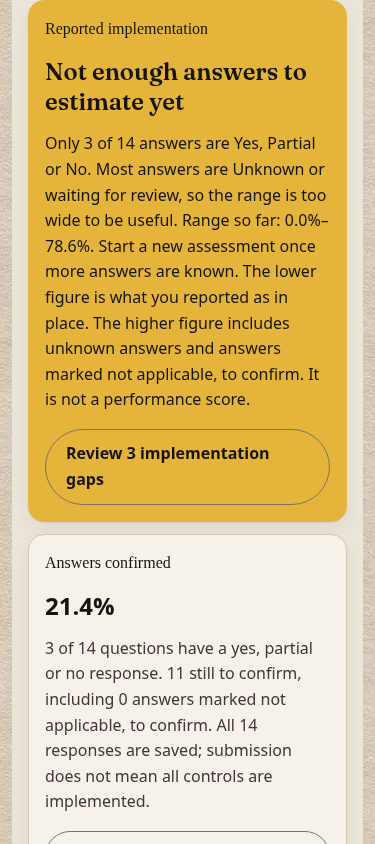 Reported implementation
Not enough answers to
estimate yet
Only 3 of 14 answers are Yes, Partial
or No. Most answers are Unknown or
waiting for review, so the range is too
wide to be useful. Range so far: 0.0%–
78.6%. Start a new assessment once
more answers are known. The lower
figure is what you reported as in
place. The higher figure includes
unknown answers and answers
marked not applicable, to confirm. It
is not a performance score.
Review 3 implementation
gaps
Answers confirmed
21.4%
3 of 14 questions have a yes, partial
or no response. 11 still to confirm,
including 0 answers marked not
applicable, to confirm. All 14
responses are saved; submission
does not mean all controls are
implemented.